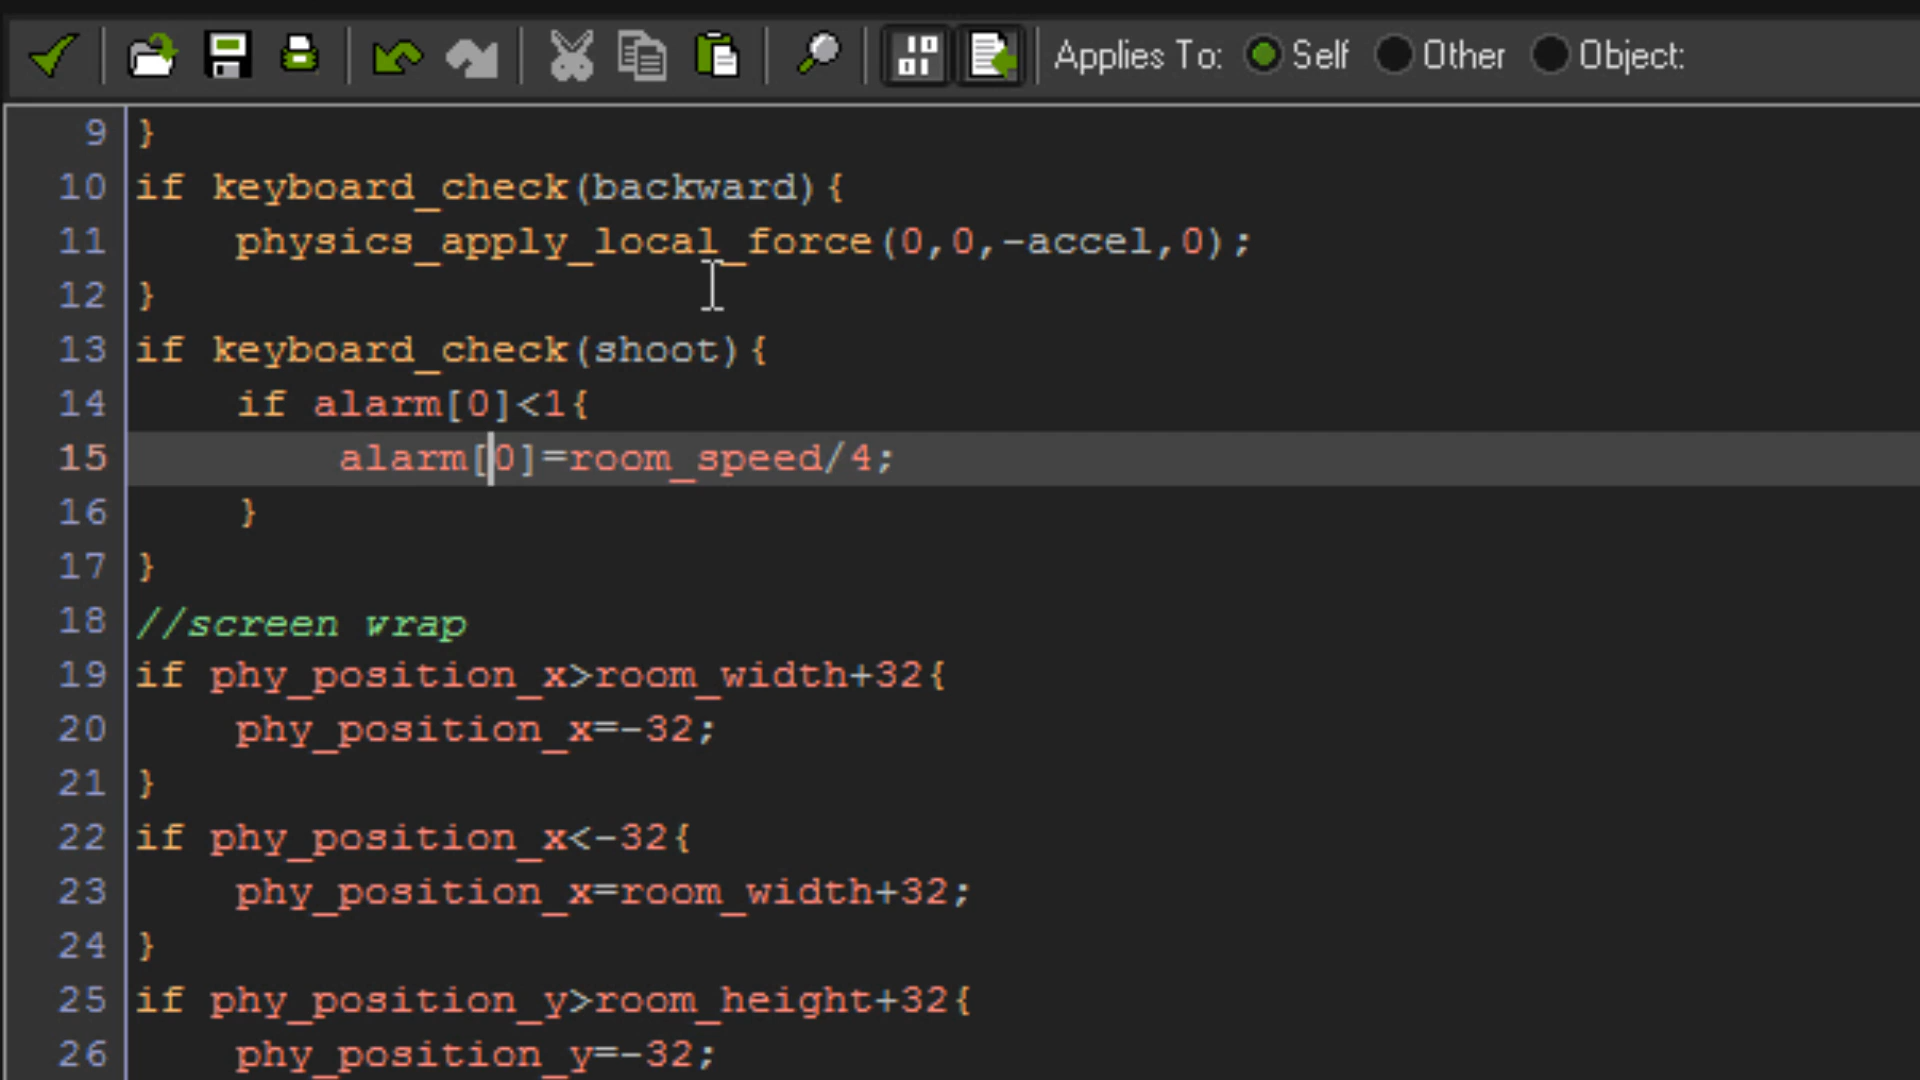 Applies To: Self Other Object:
9 }
10 if keyboard_check(backward){
11     physics_apply_local_force(0,0,-accel,0);
12 }
13 if keyboard_check(shoot){
14     if alarm[0]<1{
15         alarm[0]=room_speed/4;
16     }
17 }
18 //screen wrap
19 if phy_position_x>room_width+32{
20     phy_position_x=-32;
21 }
22 if phy_position_x<-32{
23     phy_position_x=room_width+32;
24 }
25 if phy_position_y>room_height+32{
26     phy_position_y=-32;